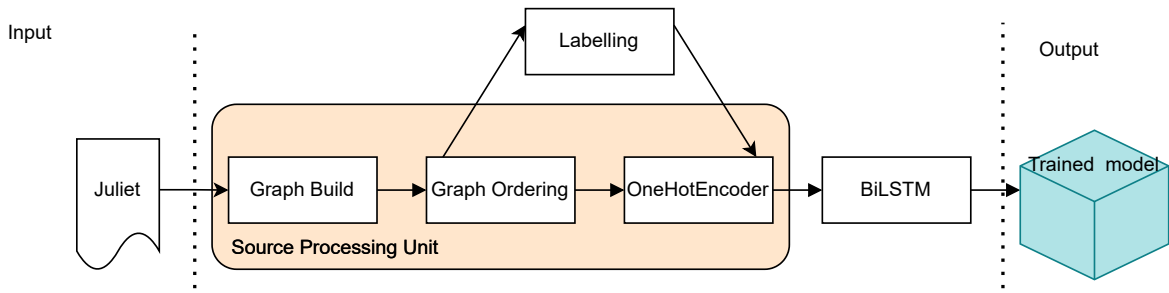 Input
Labelling
Output
Juliet
Graph Build
Graph Ordering
OneHotEncoder
BiLSTM
Trained model
Source Processing Unit